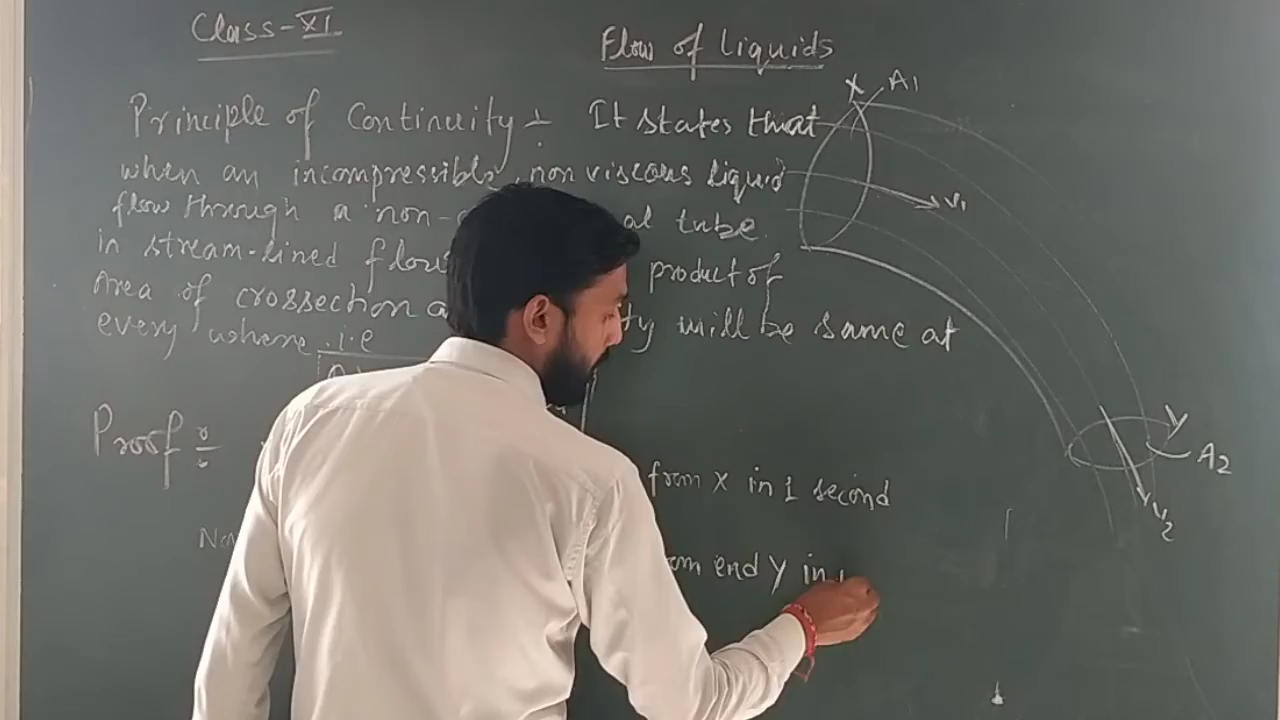 Class-XI
Flow of Liquids
Principle of Continuity :- It states that
when an incompressible, non viscous liquid
flow through a non- al tube.
in stream-lined flow product of
Area of crossection a ty will be same at
every where i.e
Proof :-
from X in 1 second
om end Y in 1
X
A1
V1
Y
A2
V2